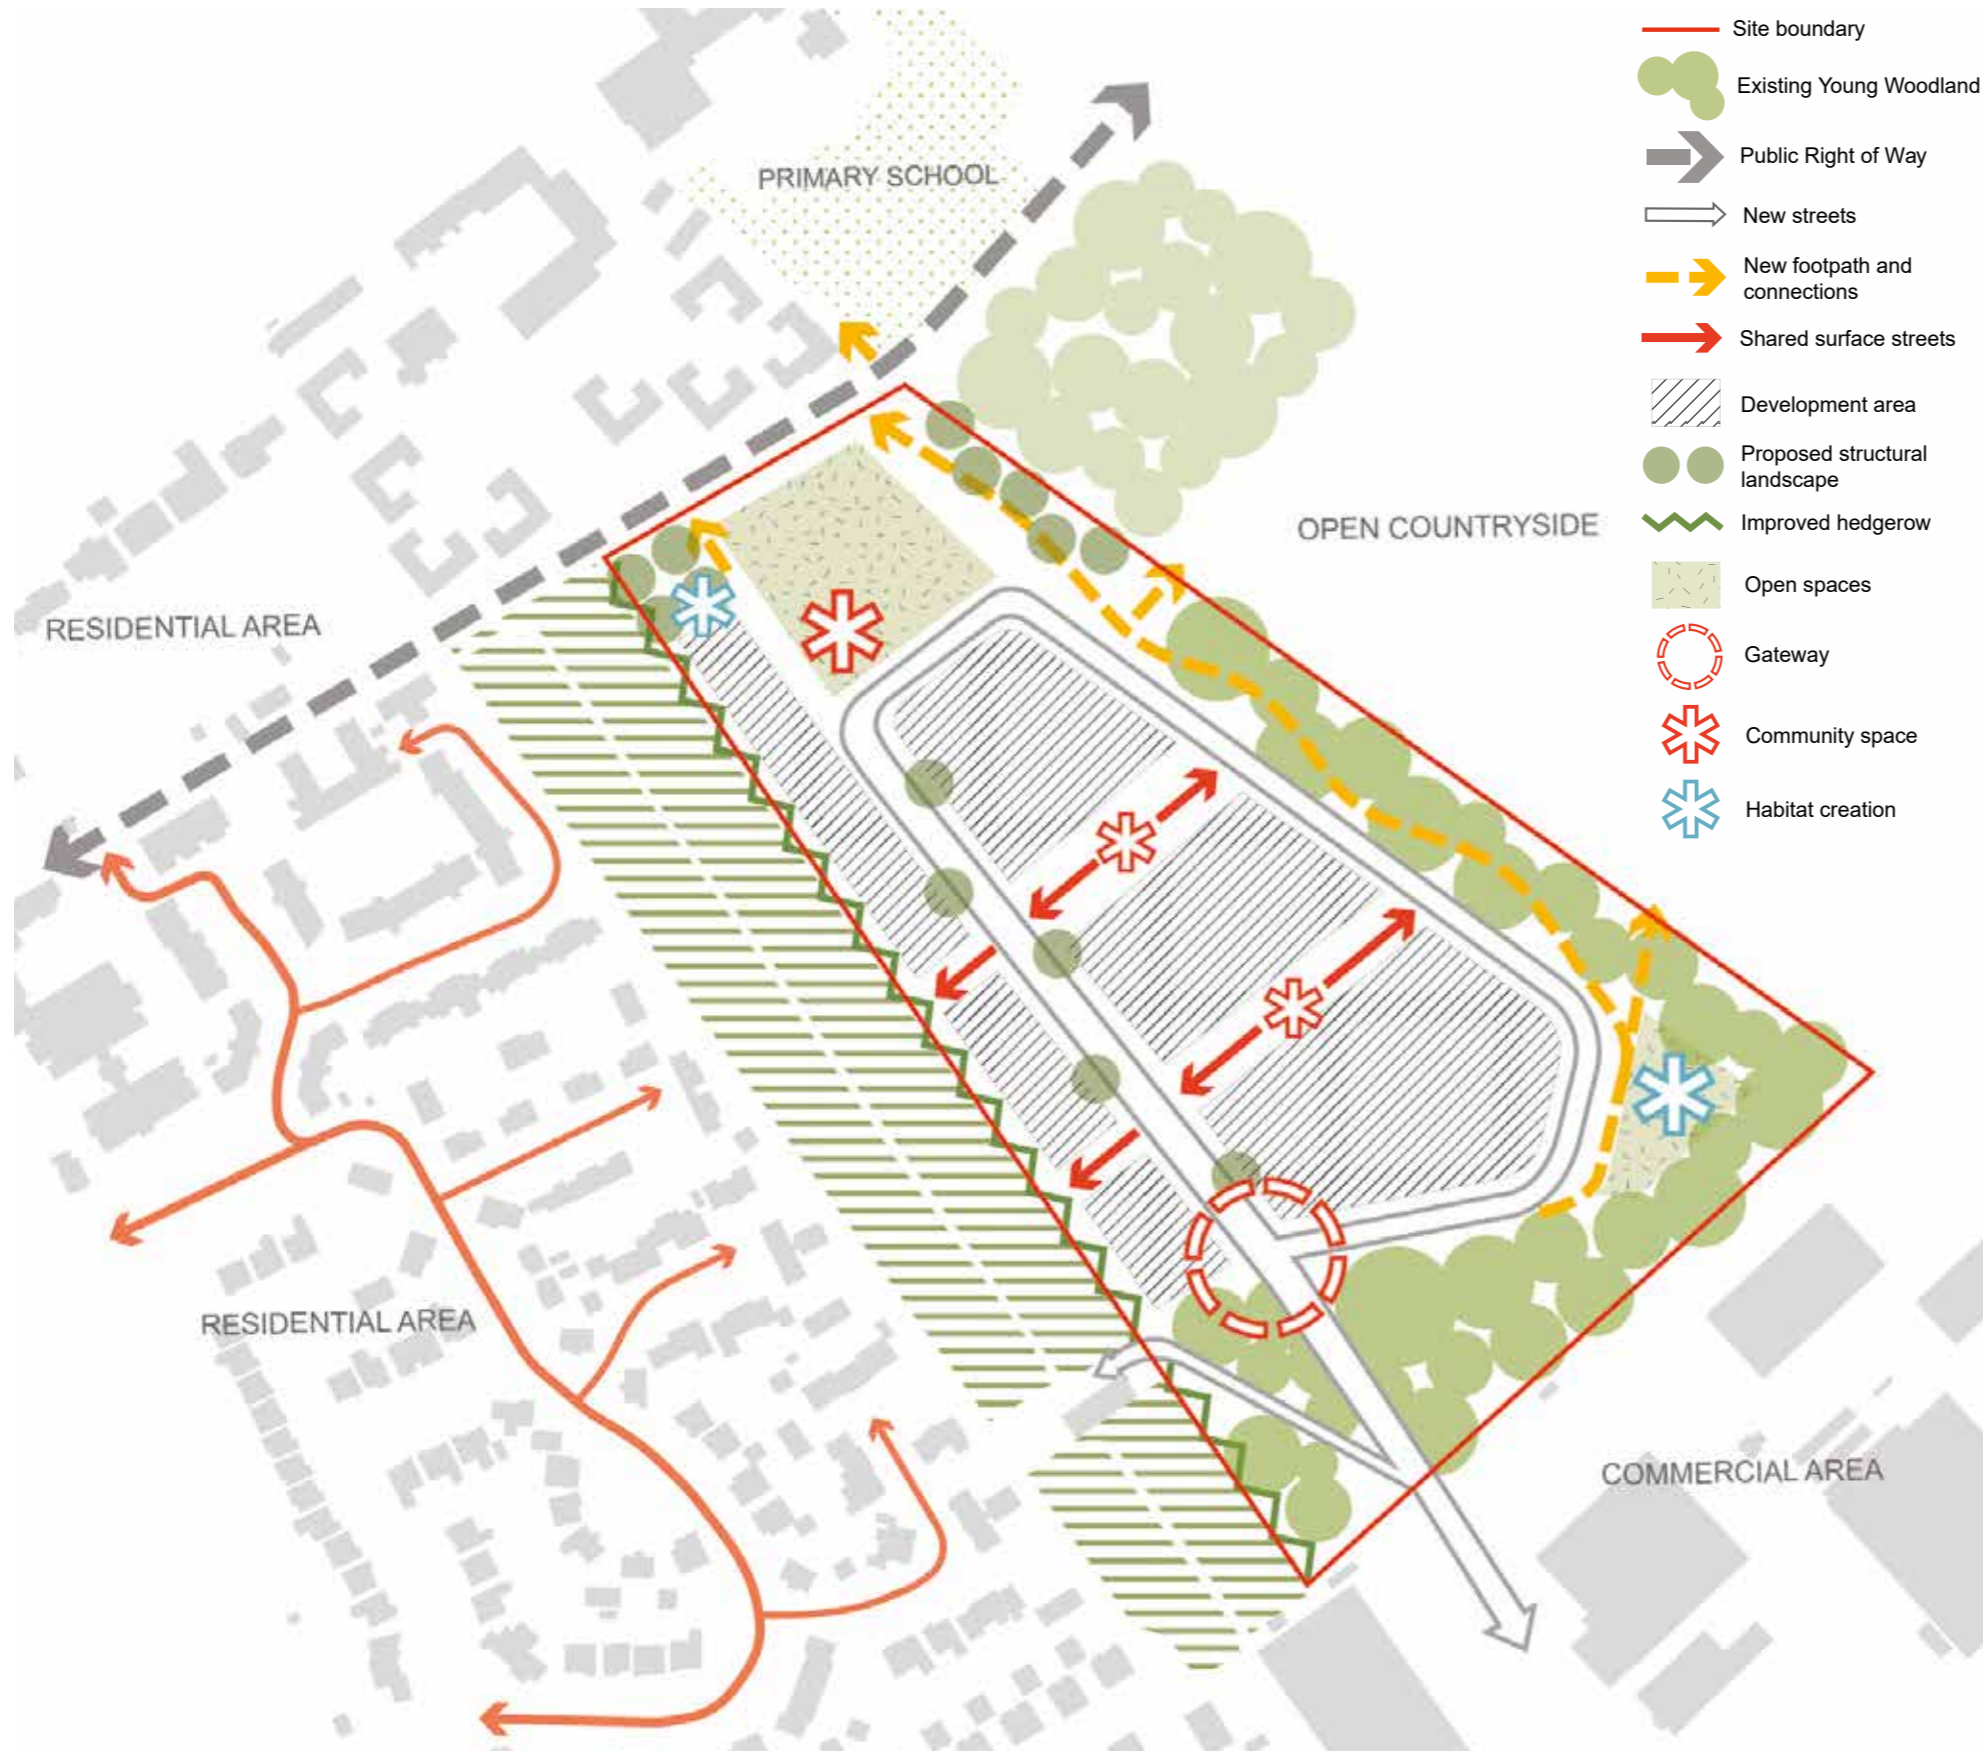 PRIMARY SCHOOL
OPEN COUNTRYSIDE
RESIDENTIAL AREA
RESIDENTIAL AREA
COMMERCIAL AREA
Site boundary
Existing Young Woodland
Public Right of Way
New streets
New footpath and
connections
Shared surface streets
Development area
Proposed structural
landscape
Improved hedgerow
Open spaces
Gateway
Community space
Habitat creation